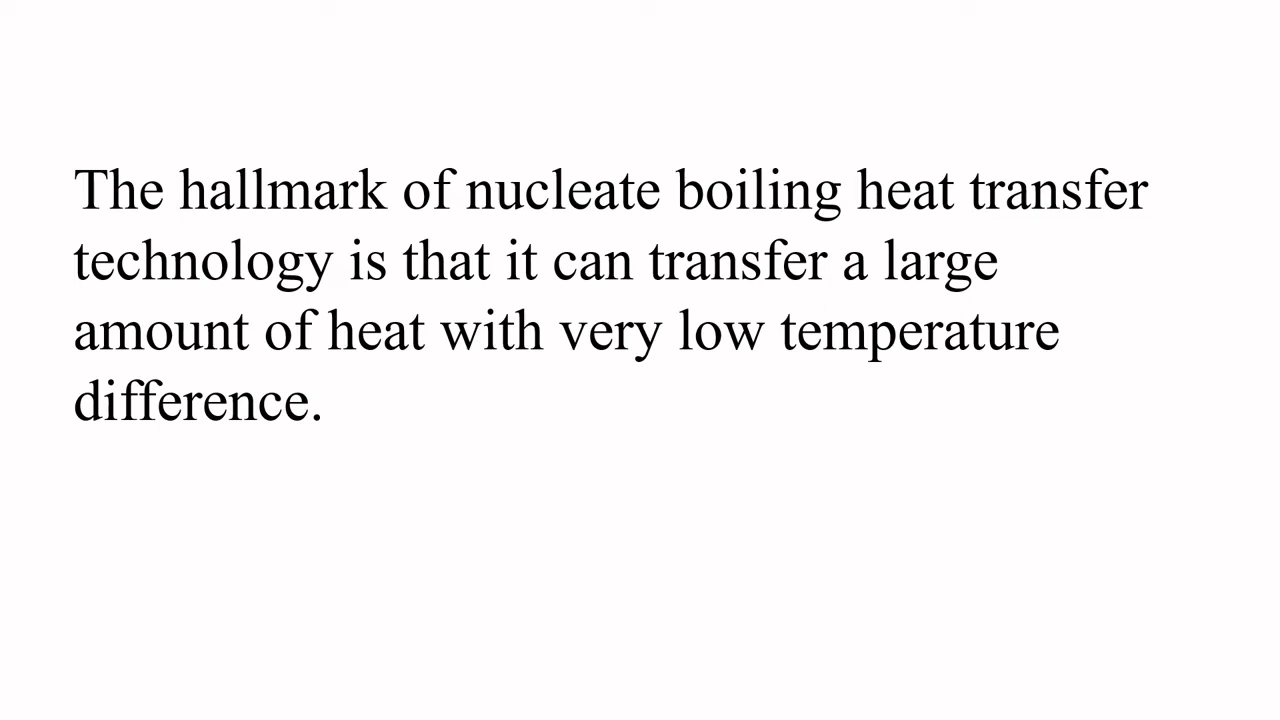 The hallmark of nucleate boiling heat transfer
technology is that it can transfer a large
amount of heat with very low temperature
difference.